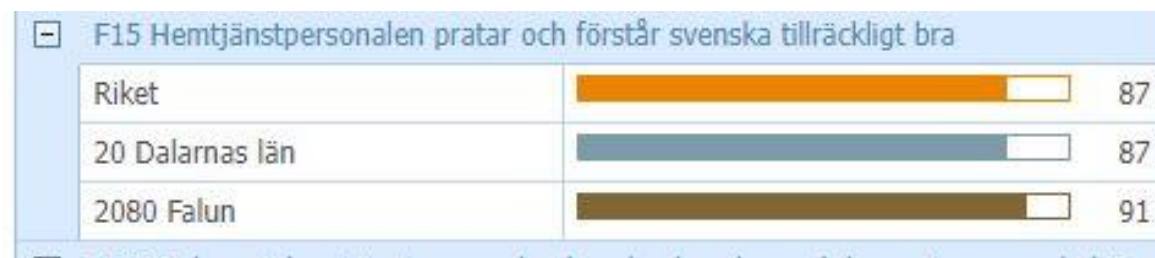 F15 Hemtjänstpersonalen pratar och förstår svenska tillräckligt bra
Riket 87
20 Dalarnas län 87
2080 Falun 91